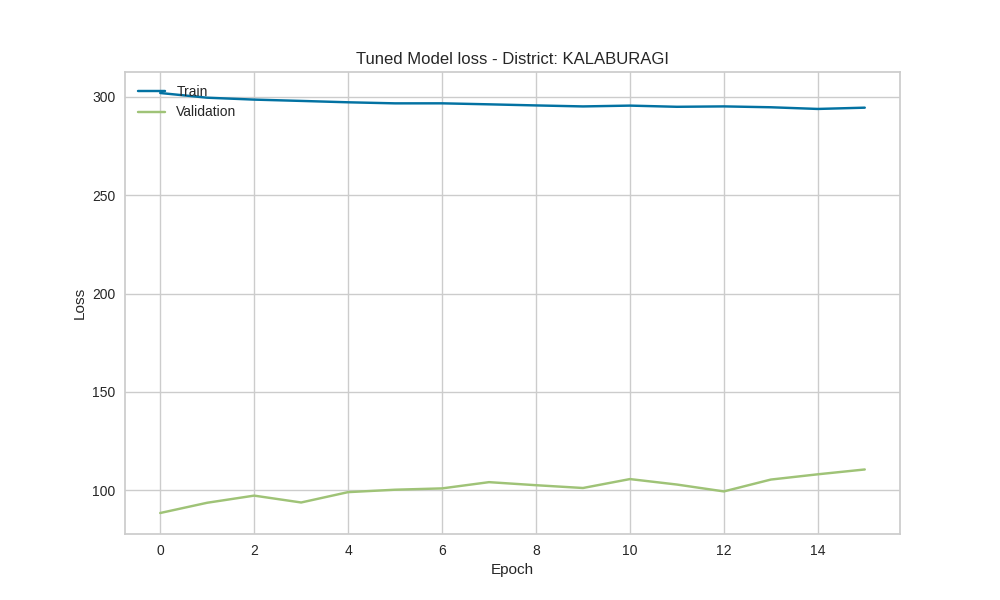 Tuned Model loss - District: KALABURAGI
Train
Validation
300
250
200
150
100
Loss
0 2 4 6 8 10 12 14
Epoch